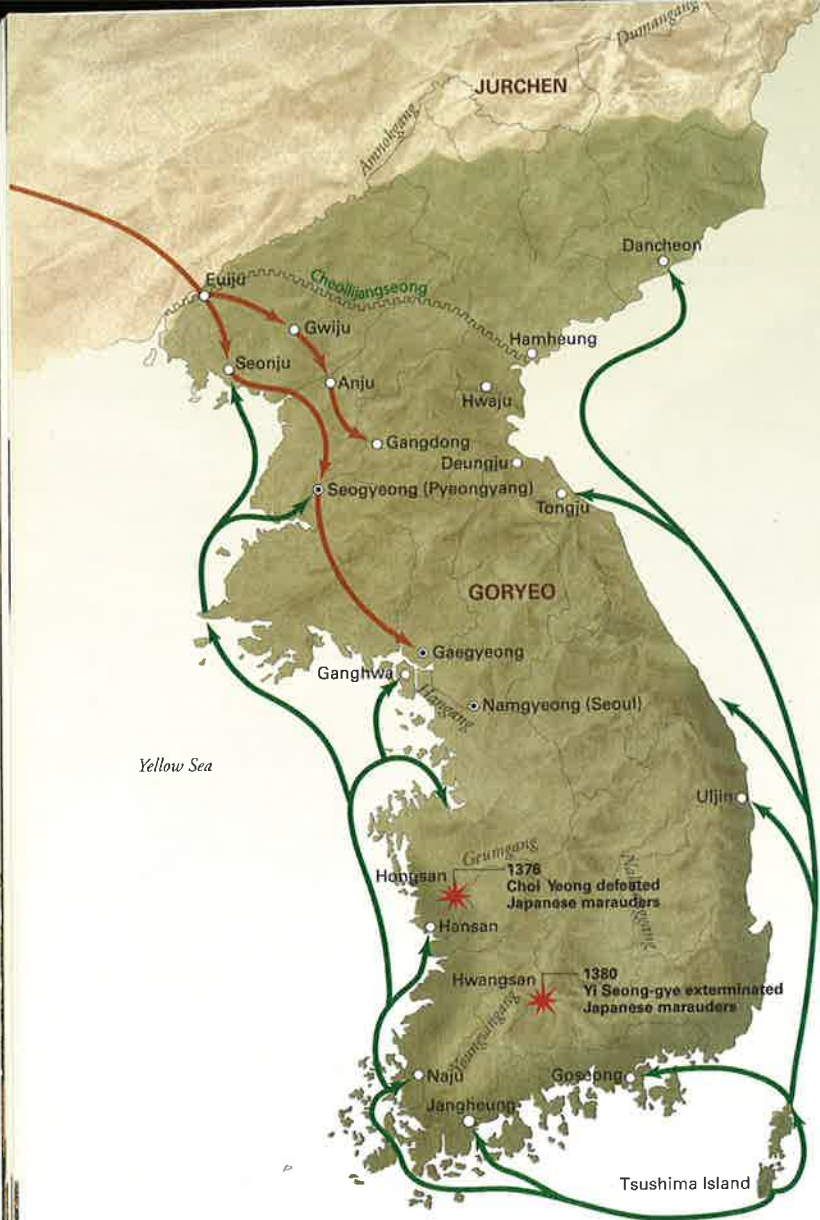 Dumangang
JURCHEN
Amnokgang
Dancheon
Euiju
Cheollijangseong
Gwiju
Hamheung
Seonju
Anju
Hwaju
Gangdong
Deungju
Seogyeong (Pyeongyang)
Tongju
GORYEO
Gaegyeong
Ganghwa
Hangang
Namgyeong (Seoul)
Yellow Sea
Uljin
Geumgang
Hongsan
1376
Choi Yeong defeated
Japanese marauders
Hansan
Hwangsan
1380
Yi Seong-gye exterminated
Japanese marauders
Naju
Goseong
Jangheung
Tsushima Island